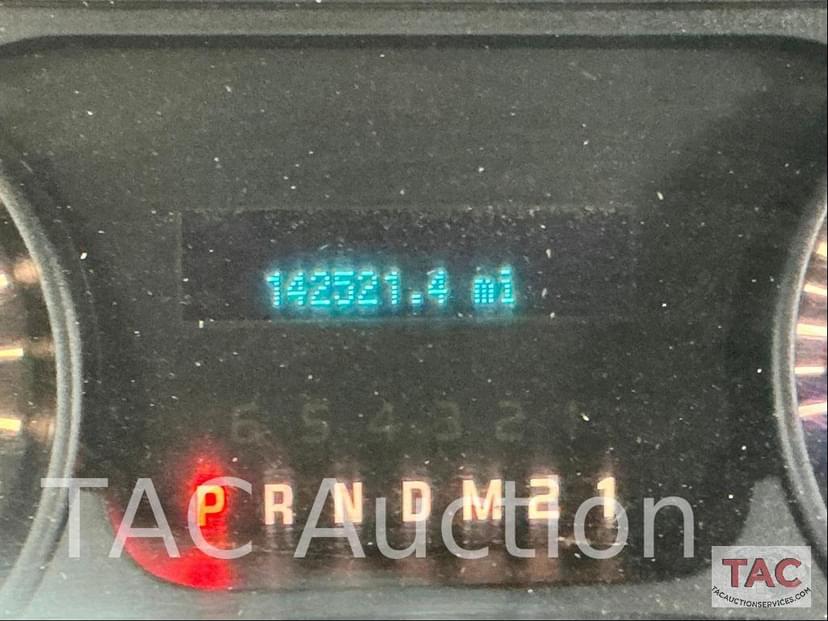 142521.4 mi
6 5 4 3 2 1
P R N D M 2 1
TAC Auction
TAC
TACAUCTIONSERVICES.COM